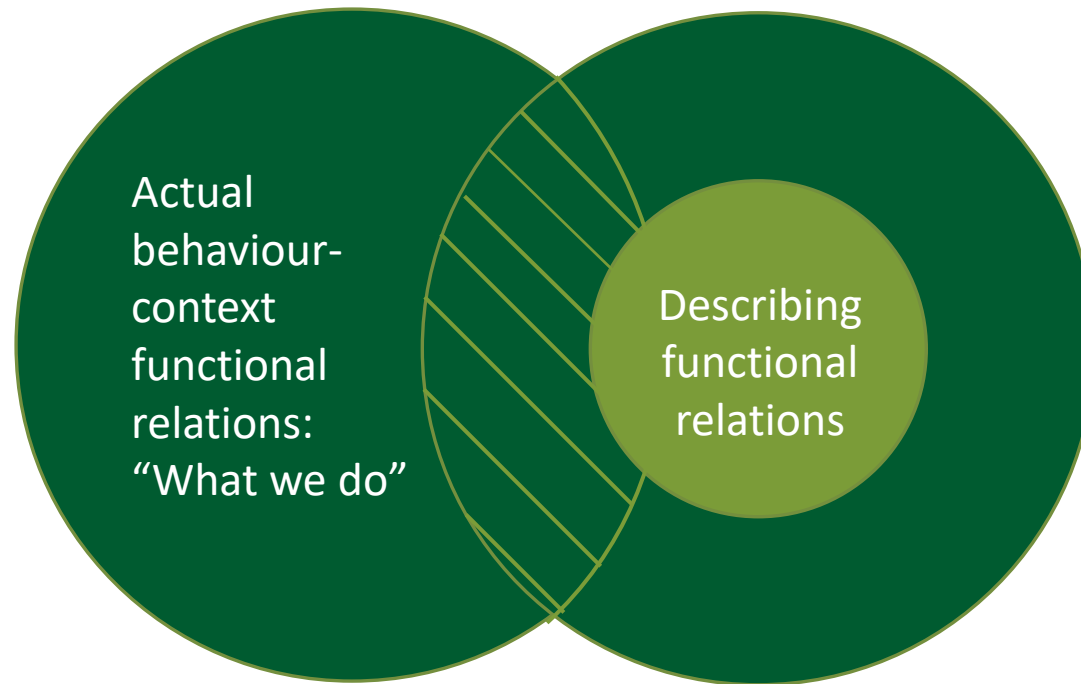 Actual
behaviour-
context
functional
relations:
“What we do”
Describing
functional
relations